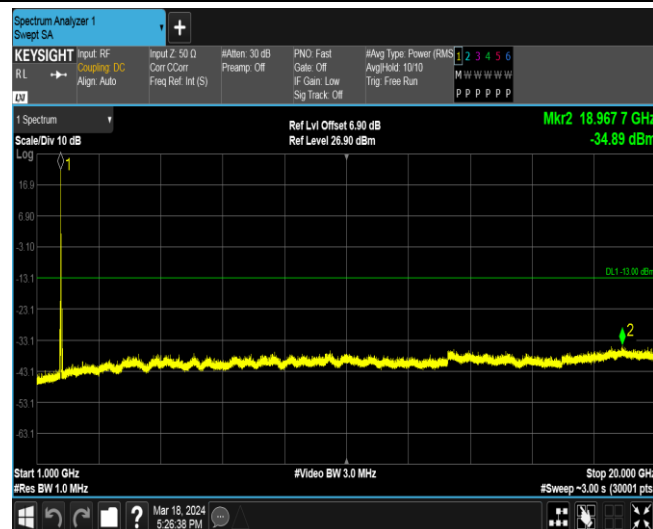 Spectrum Analyzer 1
Swept SA
+
KEYSIGHT
RL
LXI
Input: RF
Coupling: DC
Align: Auto
Input Z: 50 Ω
Corr CCorr
Freq Ref: Int (S)
#Atten: 30 dB
Preamp: Off
PNO: Fast
Gate: Off
IF Gain: Low
Sig Track: Off
#Avg Type: Power (RMS
Avg|Hold: 10/10
Trig: Free Run
1 2 3 4 5 6
M W W W W W
P P P P P P
1 Spectrum
Scale/Div 10 dB
Ref Lvl Offset 6.90 dB
Ref Level 26.90 dBm
Mkr2 18.967 7 GHz
-34.89 dBm
Log
1
16.9
6.90
-3.10
-13.1
DL1 -13.00 dBm
-23.1
-33.1
2
-43.1
-53.1
-63.1
Start 1.000 GHz
#Video BW 3.0 MHz
Stop 20.000 GHz
#Res BW 1.0 MHz
#Sweep ~3.00 s (30001 pts
?
Mar 18, 2024
5:26:38 PM